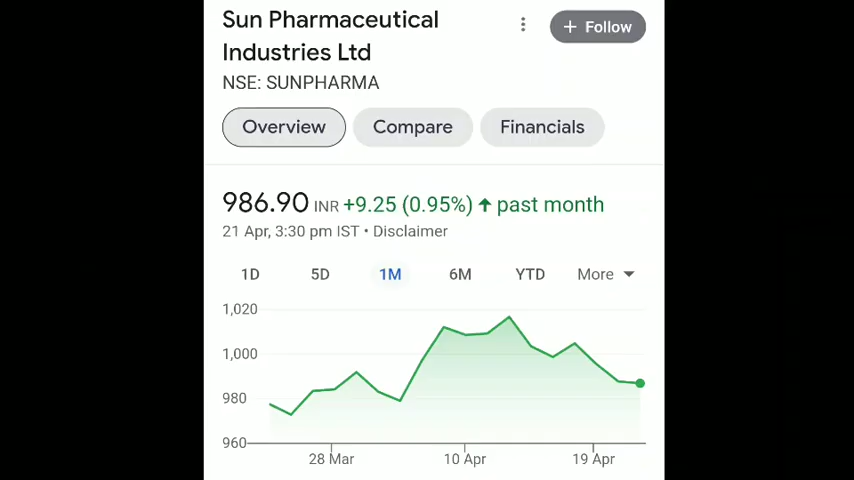 Sun Pharmaceutical
Industries Ltd
+ Follow
NSE: SUNPHARMA
Overview Compare Financials
986.90 INR +9.25 (0.95%) ↑ past month
21 Apr, 3:30 pm IST • Disclaimer
1D 5D 1M 6M YTD More
1,020
1,000
980
960
28 Mar 10 Apr 19 Apr